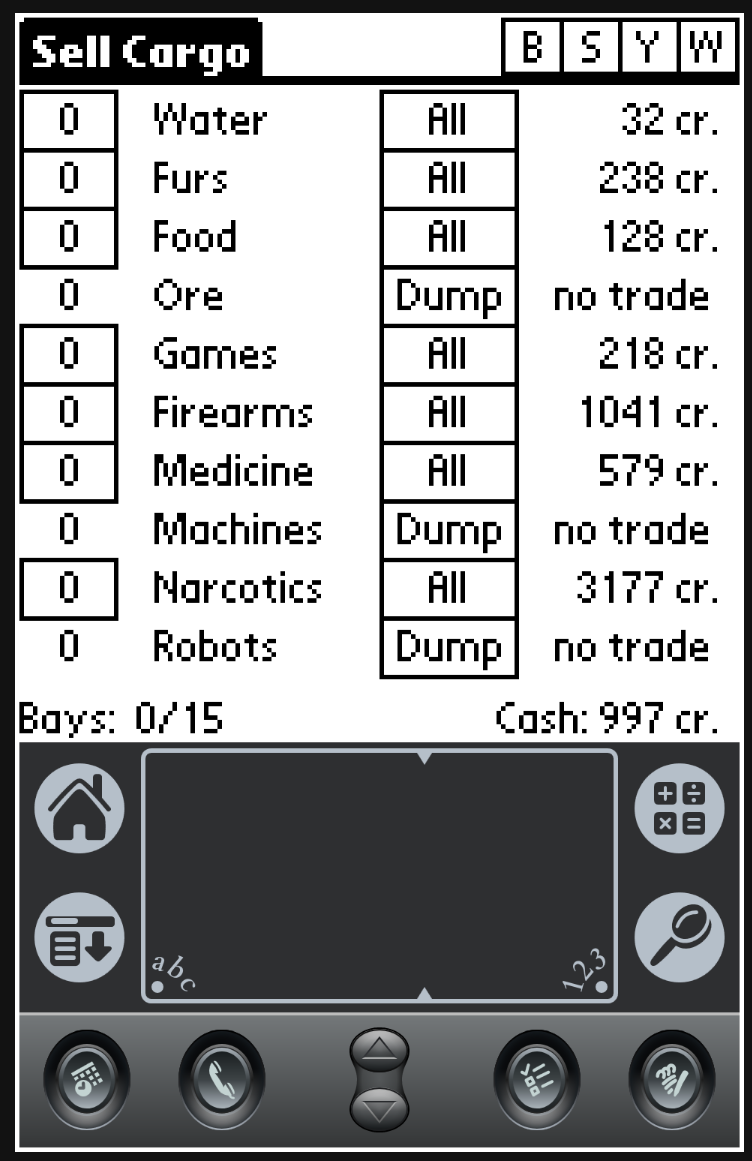 Sell Cargo B S Y W
0 Water All 32 cr.
0 Furs All 238 cr.
0 Food All 128 cr.
0 Ore Dump no trade
0 Games All 218 cr.
0 Firearms All 1041 cr.
0 Medicine All 579 cr.
0 Machines Dump no trade
0 Narcotics All 3177 cr.
0 Robots Dump no trade
Bays: 0/15 Cash: 997 cr.
abc 123